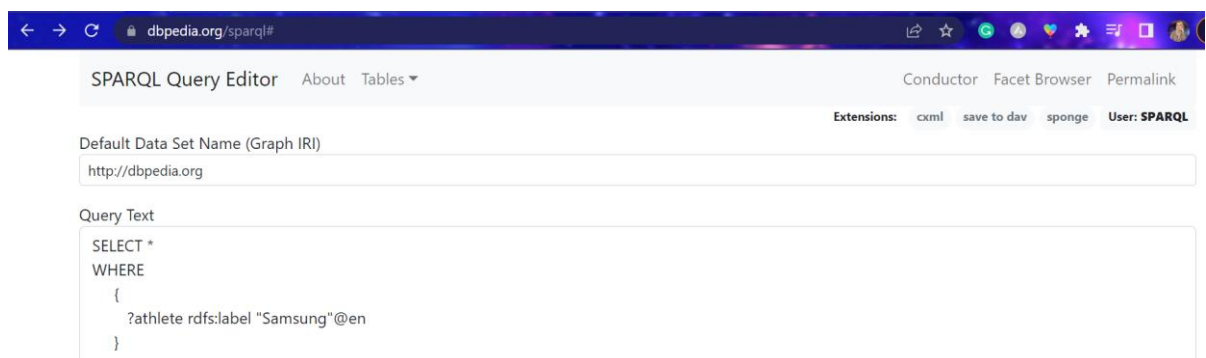 dbpedia.org/sparql#
SPARQL Query Editor About Tables Conductor Facet Browser Permalink
Extensions: cxml save to dav sponge User: SPARQL
Default Data Set Name (Graph IRI)
http://dbpedia.org
Query Text
SELECT *
WHERE
{
?athlete rdfs:label "Samsung"@en
}